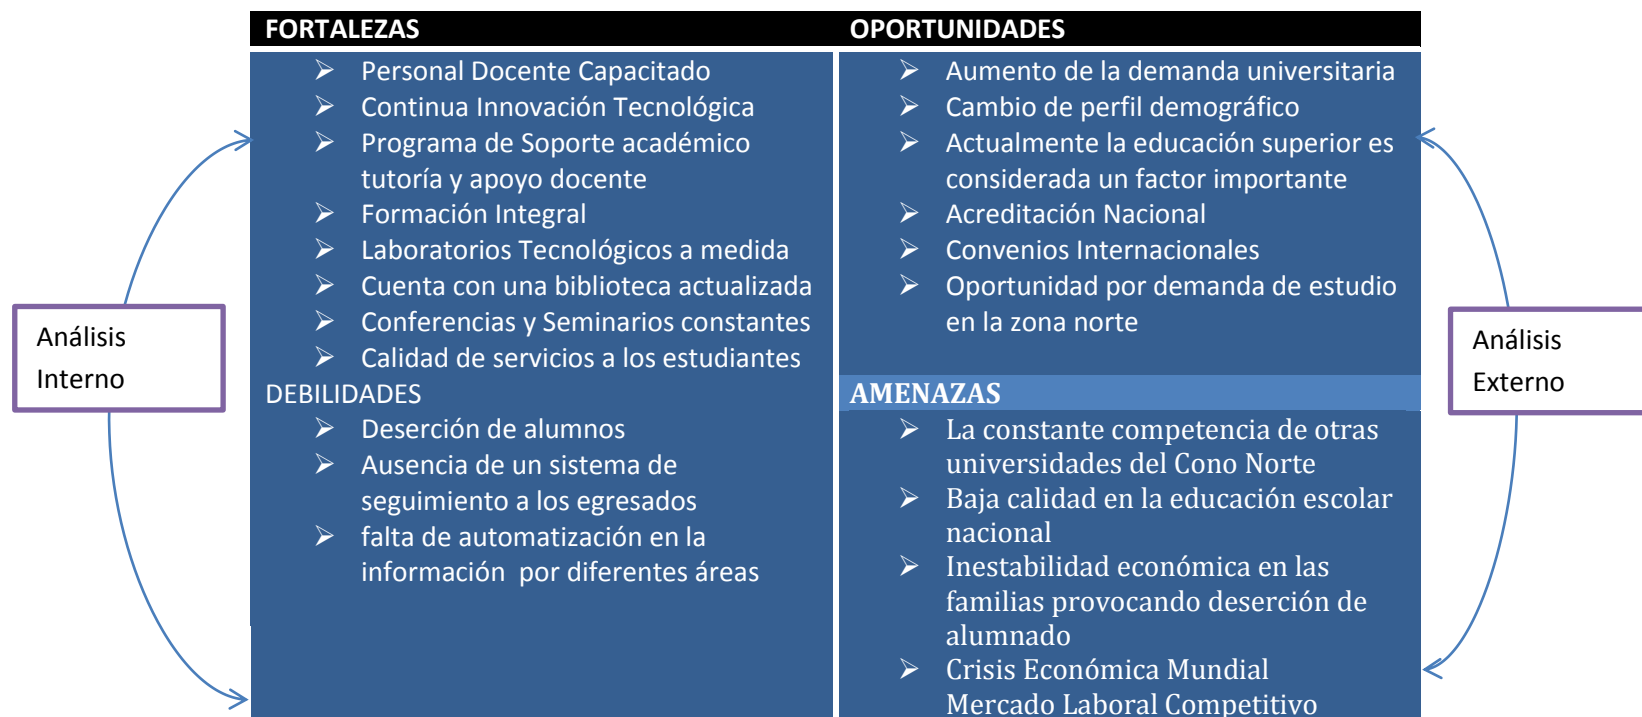 FORTALEZAS
➢ Personal Docente Capacitado
➢ Continua Innovación Tecnológica
➢ Programa de Soporte académico
tutoría y apoyo docente
➢ Formación Integral
➢ Laboratorios Tecnológicos a medida
➢ Cuenta con una biblioteca actualizada
➢ Conferencias y Seminarios constantes
➢ Calidad de servicios a los estudiantes
DEBILIDADES
➢ Deserción de alumnos
➢ Ausencia de un sistema de
seguimiento a los egresados
➢ falta de automatización en la
información  por diferentes áreas
OPORTUNIDADES
➢ Aumento de la demanda universitaria
➢ Cambio de perfil demográfico
➢ Actualmente la educación superior es
considerada un factor importante
➢ Acreditación Nacional
➢ Convenios Internacionales
➢ Oportunidad por demanda de estudio
en la zona norte
AMENAZAS
➢ La constante competencia de otras
universidades del Cono Norte
➢ Baja calidad en la educación escolar
nacional
➢ Inestabilidad económica en las
familias provocando deserción de
alumnado
➢ Crisis Económica Mundial
Mercado Laboral Competitivo
Análisis
Interno
Análisis
Externo